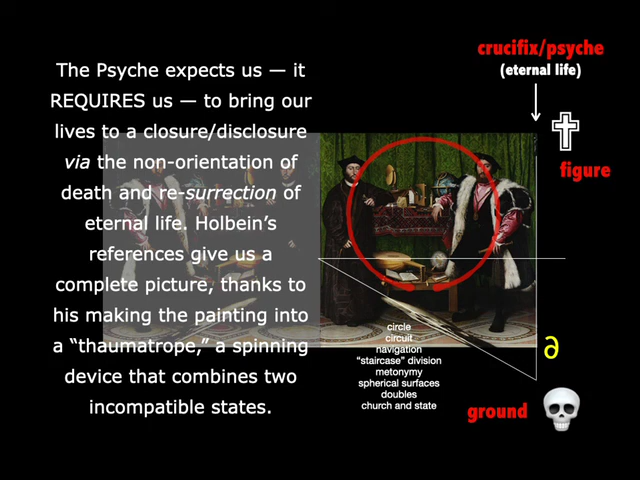 The Psyche expects us — it
REQUIRES us — to bring our
lives to a closure/disclosure
via the non-orientation of
death and re-surrection of
eternal life. Holbein’s
references give us a
complete picture, thanks to
his making the painting into
a “thaumatrope,” a spinning
device that combines two
incompatible states.
crucifix/psyche
(eternal life)
figure
circle
circuit
navigation
“staircase” division
metonymy
spherical surfaces
doubles
church and state
∂
ground